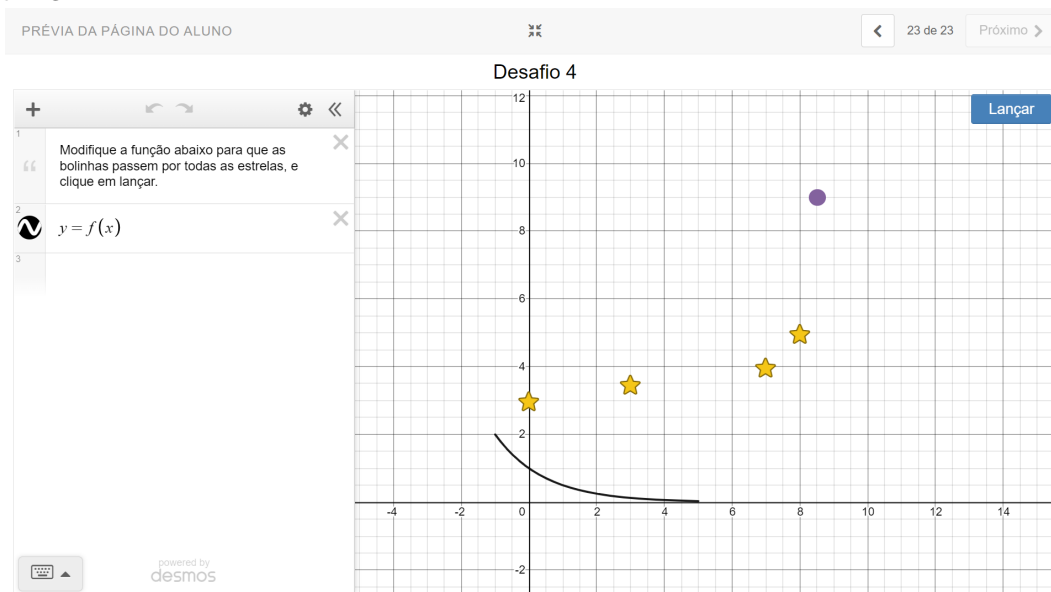 PRÉVIA DA PÁGINA DO ALUNO
23 de 23
Próximo
Desafio 4
Lançar
1
Modifique a função abaixo para que as
bolinhas passem por todas as estrelas, e
clique em lançar.
2
y = f(x)
3
powered by
desmos
12
10
8
6
4
2
-4
-2
0
2
4
6
8
10
12
14
-2